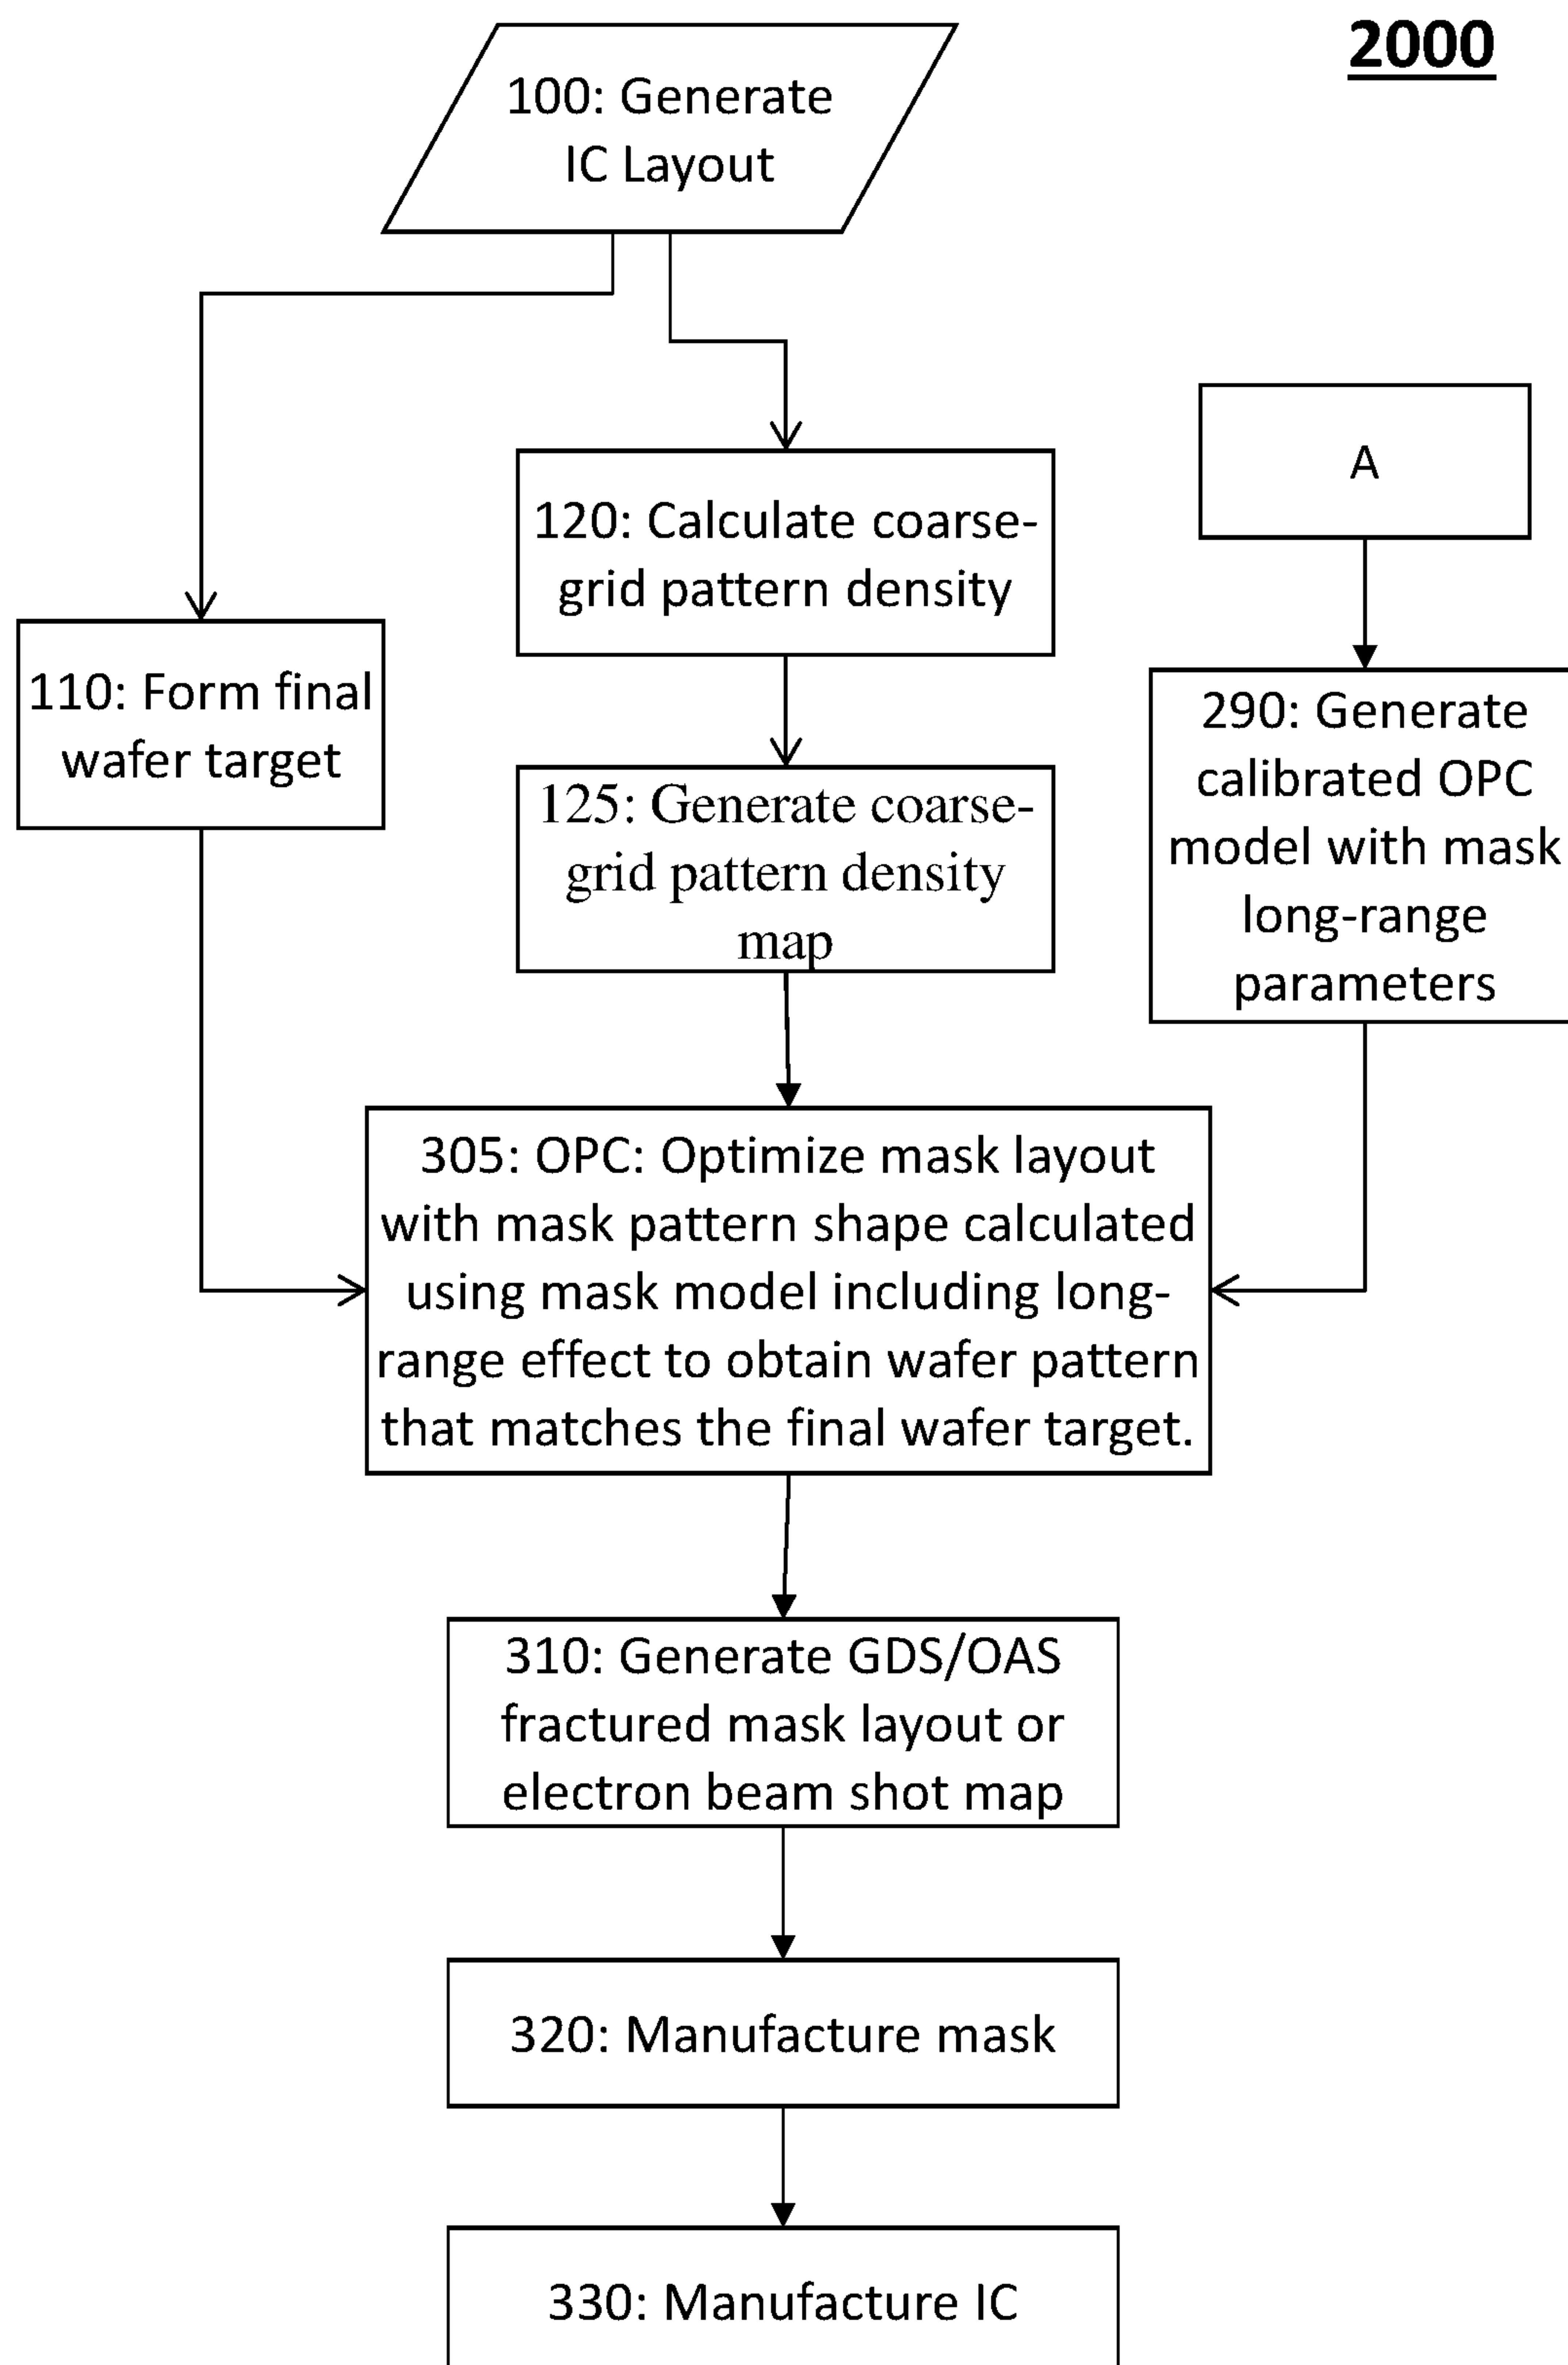 2000
100: Generate
IC Layout
120: Calculate coarse-
grid pattern density
A
110: Form final
wafer target
290: Generate
calibrated OPC
model with mask
long-range
parameters
125: Generate coarse-
grid pattern density
map
305: OPC: Optimize mask layout
with mask pattern shape calculated
using mask model including long-
range effect to obtain wafer pattern
that matches the final wafer target.
310: Generate GDS/OAS
fractured mask layout or
electron beam shot map
320: Manufacture mask
330: Manufacture IC